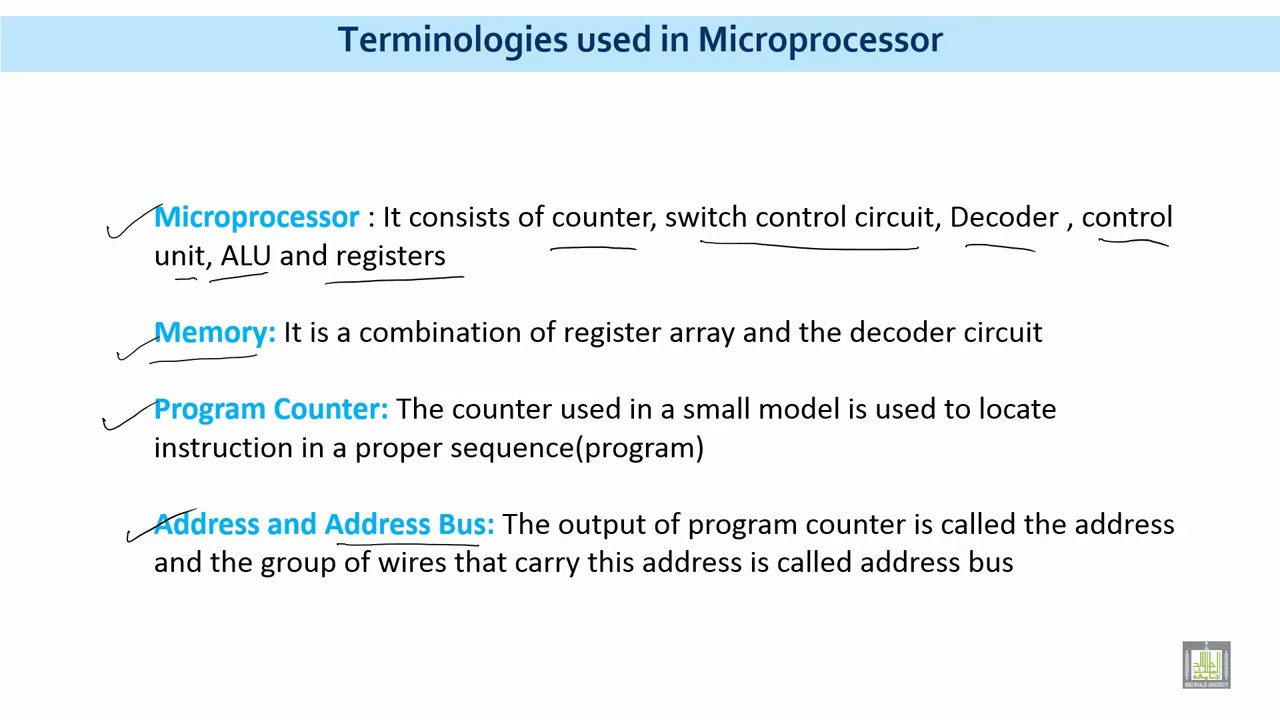 Terminologies used in Microprocessor
Microprocessor : It consists of counter, switch control circuit, Decoder , control
unit, ALU and registers
Memory: It is a combination of register array and the decoder circuit
Program Counter: The counter used in a small model is used to locate
instruction in a proper sequence(program)
Address and Address Bus: The output of program counter is called the address
and the group of wires that carry this address is called address bus
KING KHALID UNIVERSITY